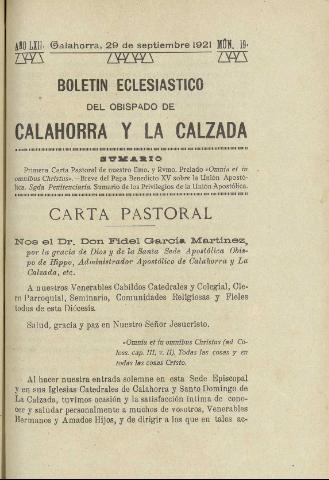 AÑO LXII. Calahorra, 29 de septiembre 1921 NÚM. 19.
BOLETIN ECLESIASTICO
DEL OBISPADO DE
CALAHORRA Y LA CALZADA
SUMARIO
Primera Carta Pastoral de nuestro Ilmo. y Rvmo. Prelado «Omnia et in
omnibus Christus».—Breve del Papa Benedicto XV sobre la Unión Apostó-
lica. Sgda Penitenciaria. Sumario de los Privilegios de la Unión Apostólica.
CARTA PASTORAL
Nos el Dr. Don Fidel García Martínez,
por la gracia de Dios y de la Santa Sede Apostólica Obis-
po de Hippo, Administrador Apostólico de Calahorra y La
Calzada, etc.
A nuestros Venerables Cabildos Catedrales y Colegial, Cle-
ro Parroquial, Seminario, Comunidades Religiosas y Fieles
todos de esta Diócesis.
Salud, gracia y paz en Nuestro Señor Jesucristo.
«Omnia et in omnibus Christus (ad Co-
loss. cap. III, v. II). Todas las cosas y en
todas las cosas Cristo.
Al hacer nuestra entrada solemne en esta Sede Episcopal
y en sus Iglesias Catedrales de Calahorra y Santo Domingo de
La Calzada, tuvimos ocasión y la satisfacción íntima de cono-
cer y saludar personalmente a muchos de vosotros, Venerables
Hermanos y Amados Hijos, y de dirigir a los que en tales ac-